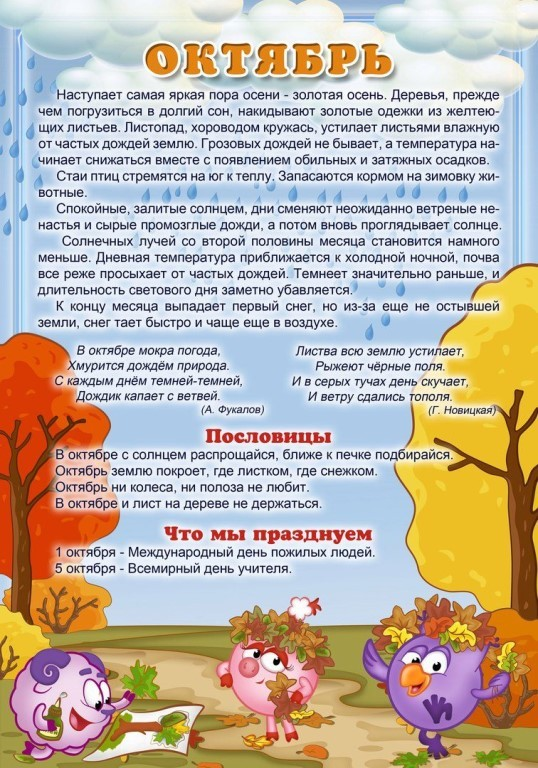 ОКТЯБРЬ
Наступает самая яркая пора осени - золотая осень. Деревья, прежде
чем погрузиться в долгий сон, накидывают золотые одежки из желтею-
щих листьев. Листопад, хороводом кружась, устилает листьями влажную
от частых дождей землю. Грозовых дождей не бывает, а температура на-
чинает снижаться вместе с появлением обильных и затяжных осадков.
Стаи птиц стремятся на юг к теплу. Запасаются кормом на зимовку жи-
вотные.
Спокойные, залитые солнцем, дни сменяют неожиданно ветреные не-
настья и сырые промозглые дожди, а потом вновь проглядывает солнце.
Солнечных лучей со второй половины месяца становится намного
меньше. Дневная температура приближается к холодной ночной, почва
все реже просыхает от частых дождей. Темнеет значительно раньше, и
длительность светового дня заметно убавляется.
К концу месяца выпадает первый снег, но из-за еще не остывшей
земли, снег тает быстро и чаще еще в воздухе.
В октябре мокра погода,
Хмурится дождём природа.
С каждым днём темней-темней,
Дождик капает с ветвей.
(А. Фукалов)
Листва всю землю устилает,
Рыжеют чёрные поля.
И в серых тучах день скучает,
И ветру сдались тополя.
(Г. Новицкая)
Пословицы
В октябре с солнцем распрощайся, ближе к печке подбирайся.
Октябрь землю покроет, где листком, где снежком.
Октябрь ни колеса, ни полоза не любит.
В октябре и лист на дереве не держаться.
Что мы празднуем
1 октября - Международный день пожилых людей.
5 октября - Всемирный день учителя.